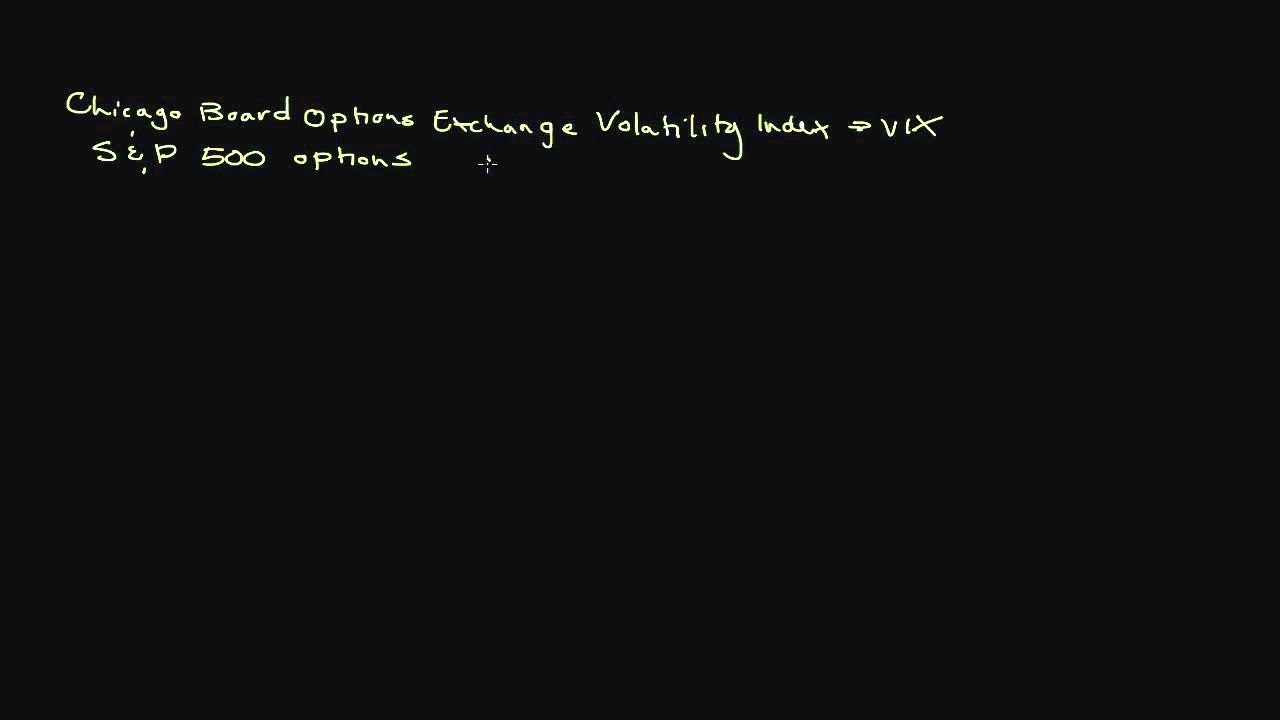 Chicago Board Options Exchange Volatility Index ⇒ VIX
S & P 500 options